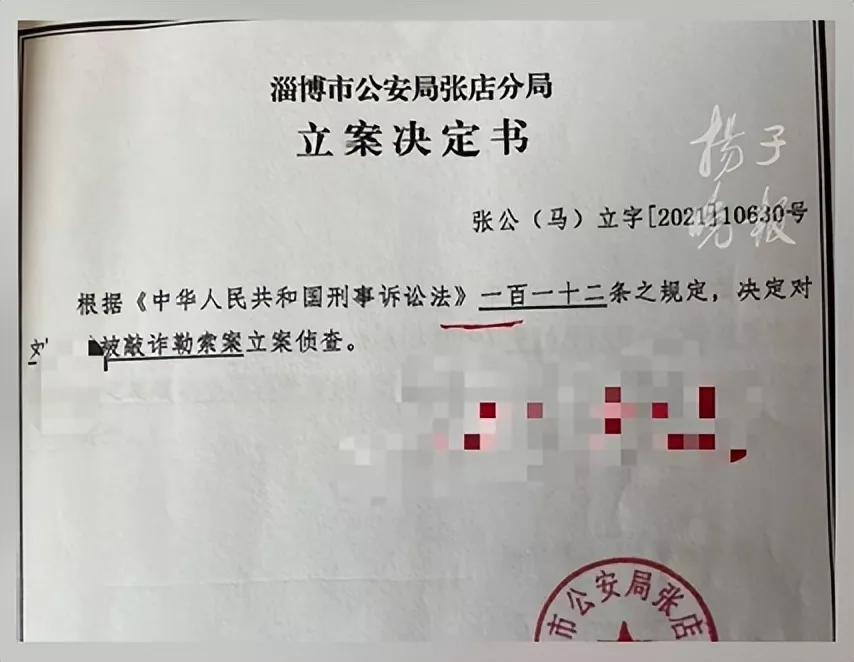 淄博市公安局张店分局
立案决定书
扬子
晚报
张公（马）立字[2021]10630号
根据《中华人民共和国刑事诉讼法》一百一十二条之规定，决定对
被敲诈勒索案立案侦查。
市公安局张店